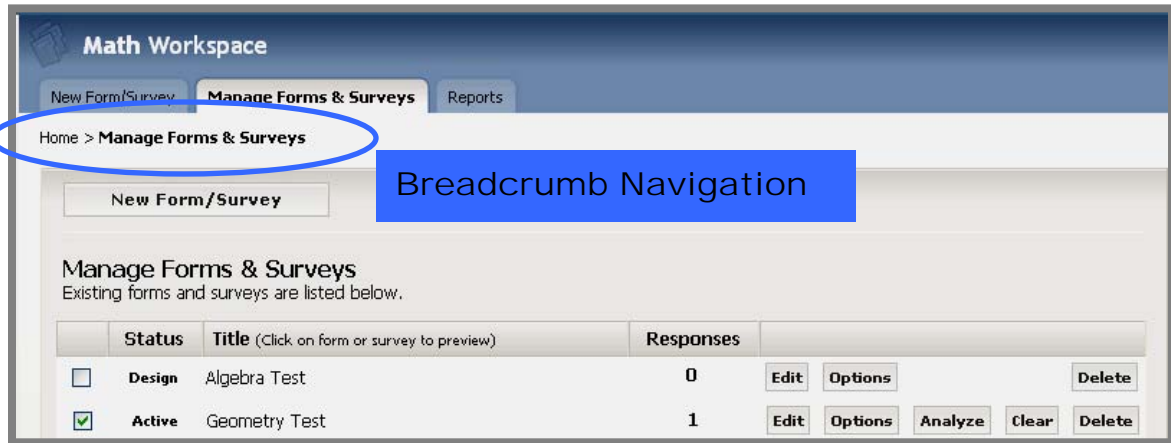 Math Workspace
New Form/Survey Manage Forms & Surveys Reports
Home > Manage Forms & Surveys
Breadcrumb Navigation
New Form/Survey
Manage Forms & Surveys
Existing forms and surveys are listed below.
Status Title (Click on form or survey to preview) Responses
Design Algebra Test 0 Edit Options Delete
Active Geometry Test 1 Edit Options Analyze Clear Delete